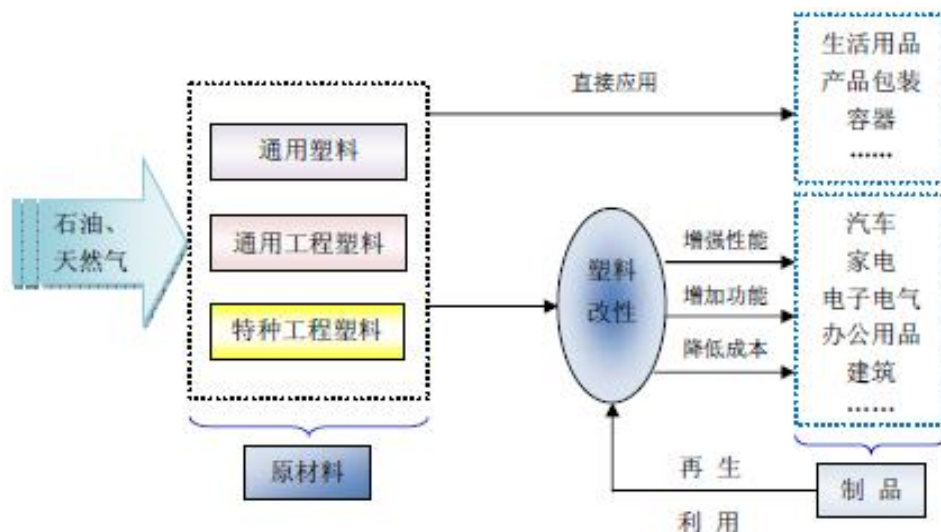 石油、
天然气
通用塑料
通用工程塑料
特种工程塑料
原材料
直接应用
塑料
改性
增强性能
增加功能
降低成本
生活用品
产品包装
容器
······
汽车
家电
电子电气
办公用品
建筑
······
再 生
利 用
制 品